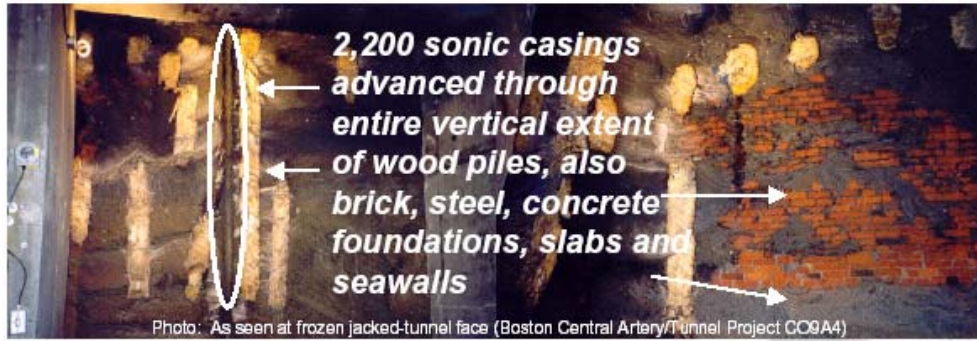 2,200 sonic casings
advanced through
entire vertical extent
of wood piles, also
brick, steel, concrete
foundations, slabs and
seawalls
Photo: As seen at frozen jacked-tunnel face (Boston Central Artery/Tunnel Project CO9A4)